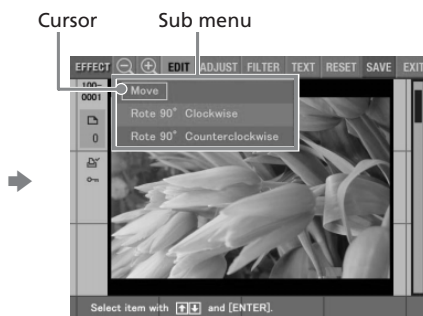 Cursor Sub menu
EFFECT EDIT ADJUST FILTER TEXT RESET SAVE EXIT
100-
0001
Move
Rote 90° Clockwise
0
Rote 90° Counterclockwise
Select item with and [ENTER].